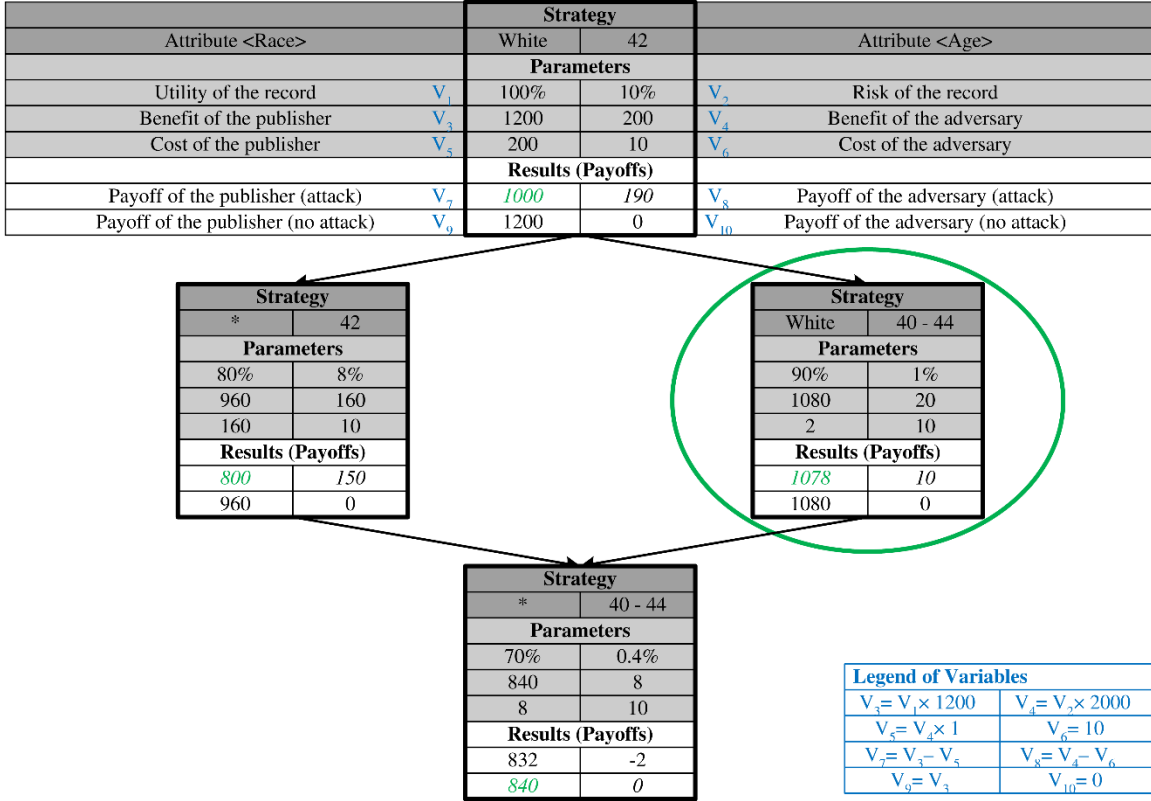 Strategy
Attribute <Race> White 42 Attribute <Age>
Parameters
Utility of the record V₁ 100% 10% V₂ Risk of the record
Benefit of the publisher V₃ 1200 200 V₄ Benefit of the adversary
Cost of the publisher V₅ 200 10 V₆ Cost of the adversary
Results (Payoffs)
Payoff of the publisher (attack) V₇ 1000 190 V₈ Payoff of the adversary (attack)
Payoff of the publisher (no attack) V₉ 1200 0 V₁₀ Payoff of the adversary (no attack)
Strategy
* 42
Parameters
80% 8%
960 160
160 10
Results (Payoffs)
800 150
960 0
Strategy
White 40 - 44
Parameters
90% 1%
1080 20
2 10
Results (Payoffs)
1078 10
1080 0
Strategy
* 40 - 44
Parameters
70% 0.4%
840 8
8 10
Results (Payoffs)
832 -2
840 0
Legend of Variables
V₃= V₁× 1200 V₄= V₂× 2000
V₅= V₄× 1 V₆= 10
V₇= V₃– V₅ V₈= V₄– V₆
V₉= V₃ V₁₀= 0